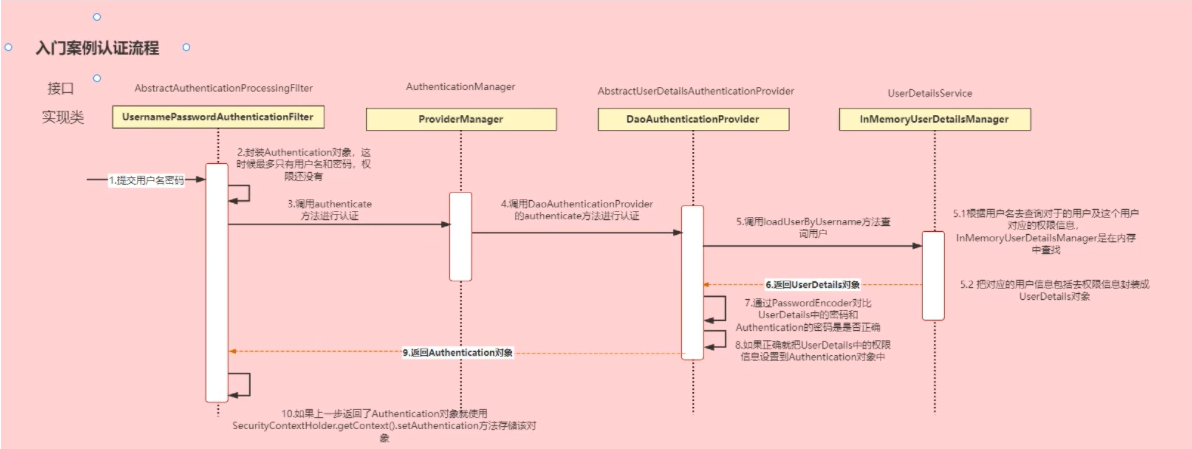 入门案例认证流程
接口
AbstractAuthenticationProcessingFilter
AuthenticationManager
AbstractUserDetailsAuthenticationProvider
UserDetailsService
实现类
UsernamePasswordAuthenticationFilter
ProviderManager
DaoAuthenticationProvider
InMemoryUserDetailsManager
1.提交用户名密码
2.封装Authentication对象，这
时候最多只有用户名和密码，权
限还没有
3.调用authenticate
方法进行认证
4.调用DaoAuthenticationProvider
的authenticate方法进行认证
5.调用loadUserByUsername方法查
询用户
5.1根据用户名去查询对于的用户及这个用户
对应的权限信息，
InMemoryUserDetailsManager是在内存
中查找
6.返回UserDetails对象
5.2 把对应的用户信息包括去权限信息封装成
UserDetails对象
7.通过PasswordEncoder对比
UserDetails中的密码和
Authentication的密码是是否正确
8.如果正确就把UserDetails中的权限
信息设置到Authentication对象中
9.返回Authentication对象
10.如果上一步返回了Authentication对象就使用
SecurityContextHolder.getContext().setAuthentication方法存储该对
象